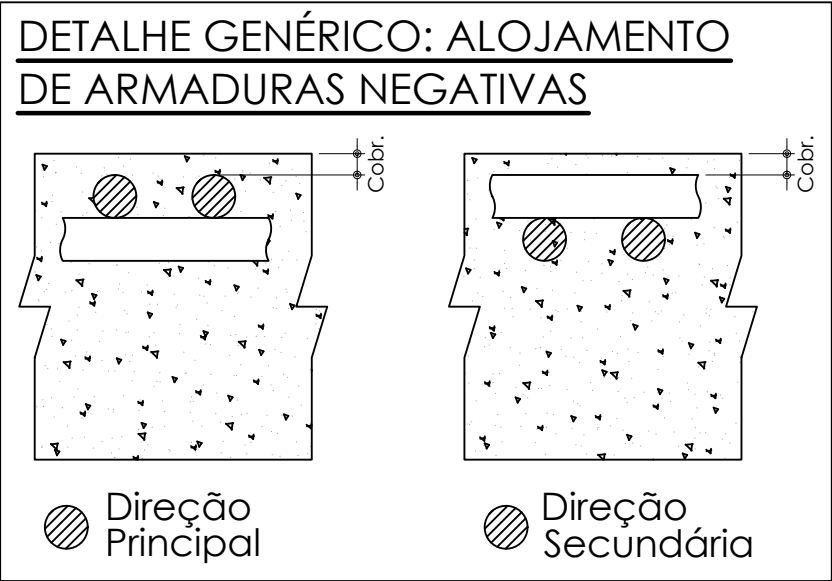 DETALHE GENÉRICO: ALOJAMENTO
DE ARMADURAS NEGATIVAS
Cobr.
Cobr.
Direção
Principal
Direção
Secundária